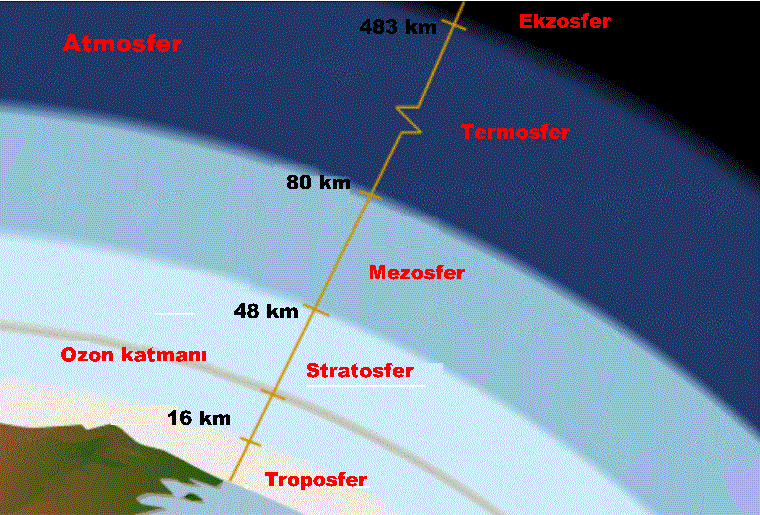 483 km
Ekzosfer
Atmosfer
Termosfer
80 km
Mezosfer
48 km
Ozon katmanı
Stratosfer
16 km
Troposfer